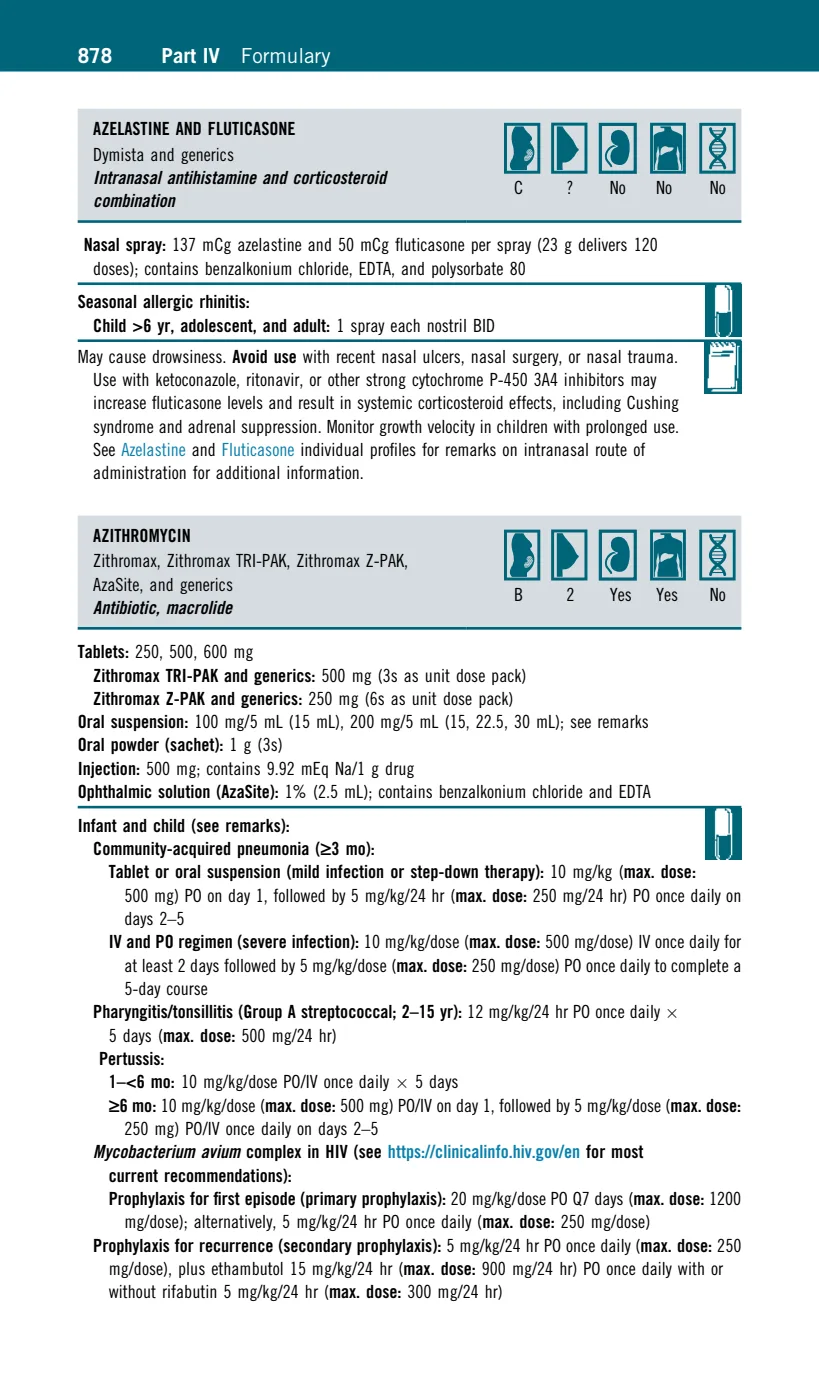 878 Part IV Formulary
AZELASTINE AND FLUTICASONE
Dymista and generics
Intranasal antihistamine and corticosteroid
combination
C ? No No No
Nasal spray: 137 mCg azelastine and 50 mCg fluticasone per spray (23 g delivers 120
doses); contains benzalkonium chloride, EDTA, and polysorbate 80
Seasonal allergic rhinitis:
Child >6 yr, adolescent, and adult: 1 spray each nostril BID
May cause drowsiness. Avoid use with recent nasal ulcers, nasal surgery, or nasal trauma.
Use with ketoconazole, ritonavir, or other strong cytochrome P-450 3A4 inhibitors may
increase fluticasone levels and result in systemic corticosteroid effects, including Cushing
syndrome and adrenal suppression. Monitor growth velocity in children with prolonged use.
See Azelastine and Fluticasone individual profiles for remarks on intranasal route of
administration for additional information.
AZITHROMYCIN
Zithromax, Zithromax TRI-PAK, Zithromax Z-PAK,
AzaSite, and generics
Antibiotic, macrolide
B 2 Yes Yes No
Tablets: 250, 500, 600 mg
Zithromax TRI-PAK and generics: 500 mg (3s as unit dose pack)
Zithromax Z-PAK and generics: 250 mg (6s as unit dose pack)
Oral suspension: 100 mg/5 mL (15 mL), 200 mg/5 mL (15, 22.5, 30 mL); see remarks
Oral powder (sachet): 1 g (3s)
Injection: 500 mg; contains 9.92 mEq Na/1 g drug
Ophthalmic solution (AzaSite): 1% (2.5 mL); contains benzalkonium chloride and EDTA
Infant and child (see remarks):
Community-acquired pneumonia (≥3 mo):
Tablet or oral suspension (mild infection or step-down therapy): 10 mg/kg (max. dose:
500 mg) PO on day 1, followed by 5 mg/kg/24 hr (max. dose: 250 mg/24 hr) PO once daily on
days 2–5
IV and PO regimen (severe infection): 10 mg/kg/dose (max. dose: 500 mg/dose) IV once daily for
at least 2 days followed by 5 mg/kg/dose (max. dose: 250 mg/dose) PO once daily to complete a
5-day course
Pharyngitis/tonsillitis (Group A streptococcal; 2–15 yr): 12 mg/kg/24 hr PO once daily ×
5 days (max. dose: 500 mg/24 hr)
Pertussis:
1–<6 mo: 10 mg/kg/dose PO/IV once daily × 5 days
≥6 mo: 10 mg/kg/dose (max. dose: 500 mg) PO/IV on day 1, followed by 5 mg/kg/dose (max. dose:
250 mg) PO/IV once daily on days 2–5
Mycobacterium avium complex in HIV (see https://clinicalinfo.hiv.gov/en for most
current recommendations):
Prophylaxis for first episode (primary prophylaxis): 20 mg/kg/dose PO Q7 days (max. dose: 1200
mg/dose); alternatively, 5 mg/kg/24 hr PO once daily (max. dose: 250 mg/dose)
Prophylaxis for recurrence (secondary prophylaxis): 5 mg/kg/24 hr PO once daily (max. dose: 250
mg/dose), plus ethambutol 15 mg/kg/24 hr (max. dose: 900 mg/24 hr) PO once daily with or
without rifabutin 5 mg/kg/24 hr (max. dose: 300 mg/24 hr)